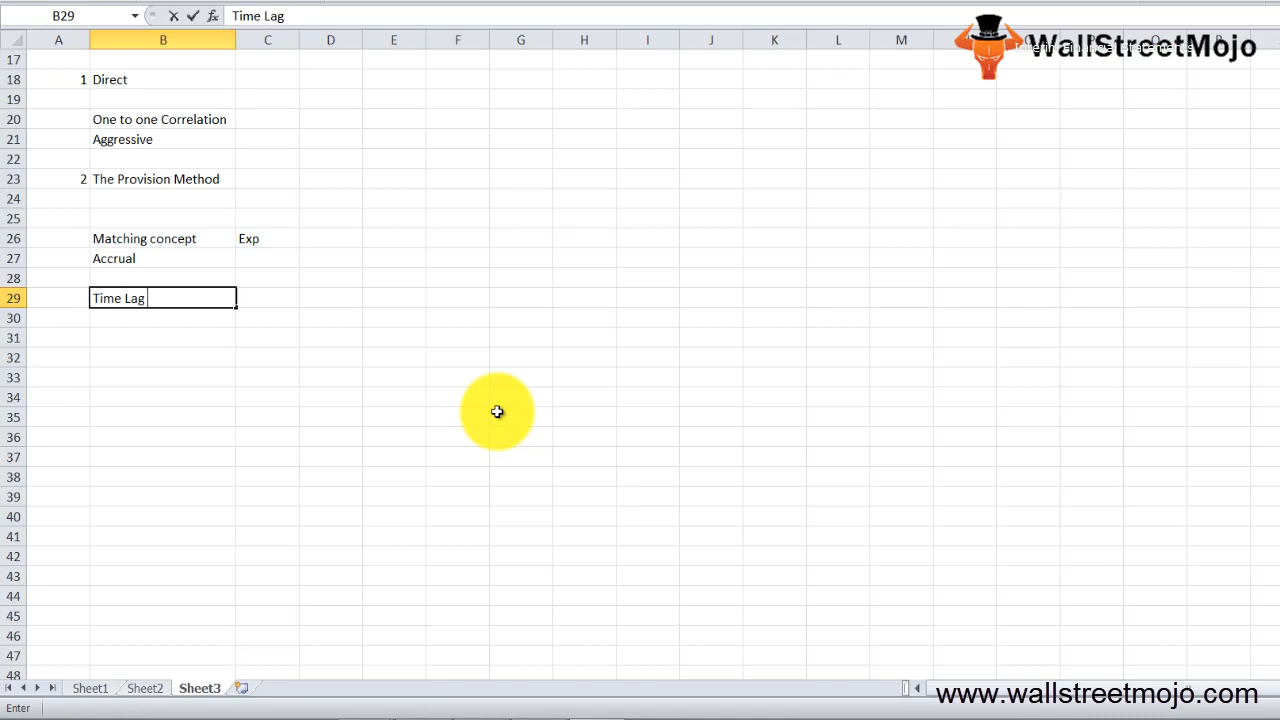 B29 Time Lag
WallStreetMojo
Interim Financial Statements
A B C D E F G H I J K L M
17
18 1 Direct
19
20 One to one Correlation
21 Aggressive
22
23 2 The Provision Method
24
25
26 Matching concept Exp
27 Accrual
28
29 Time Lag
30
31
32
33
34
35
36
37
38
39
40
41
42
43
44
45
46
47
48
Sheet1 Sheet2 Sheet3
www.wallstreetmojo.com
Enter